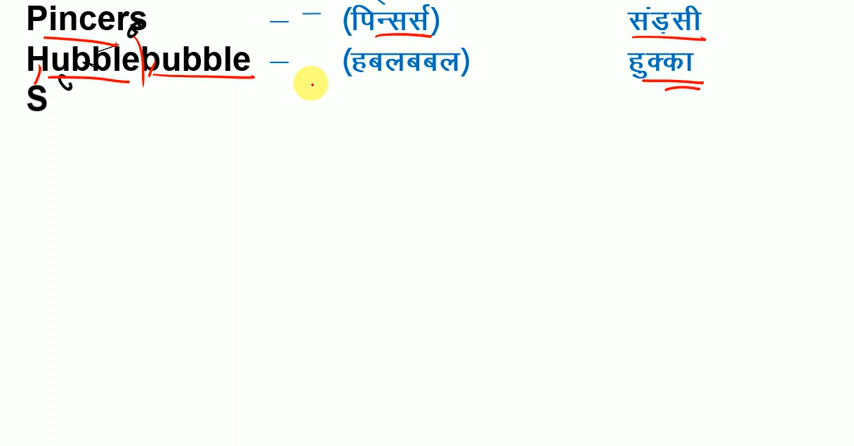 Pincers – – (पिन्सर्स) संड़सी
Hubblebubble – (हबलबबल) हुक्का
S